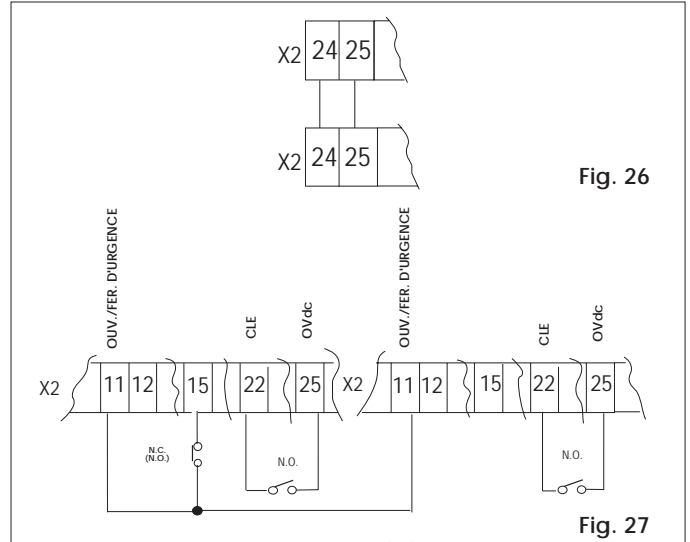 X2 24 25
X2 24 25
Fig. 26
OUV./FER. D'URGENCE
CLE
OVdc
OUV./FER. D'URGENCE
CLE
OVdc
X2 11 12 15 22 25 X2 11 12 15 22 25
N.C.
(N.O.)
N.O.
N.O.
Fig. 27